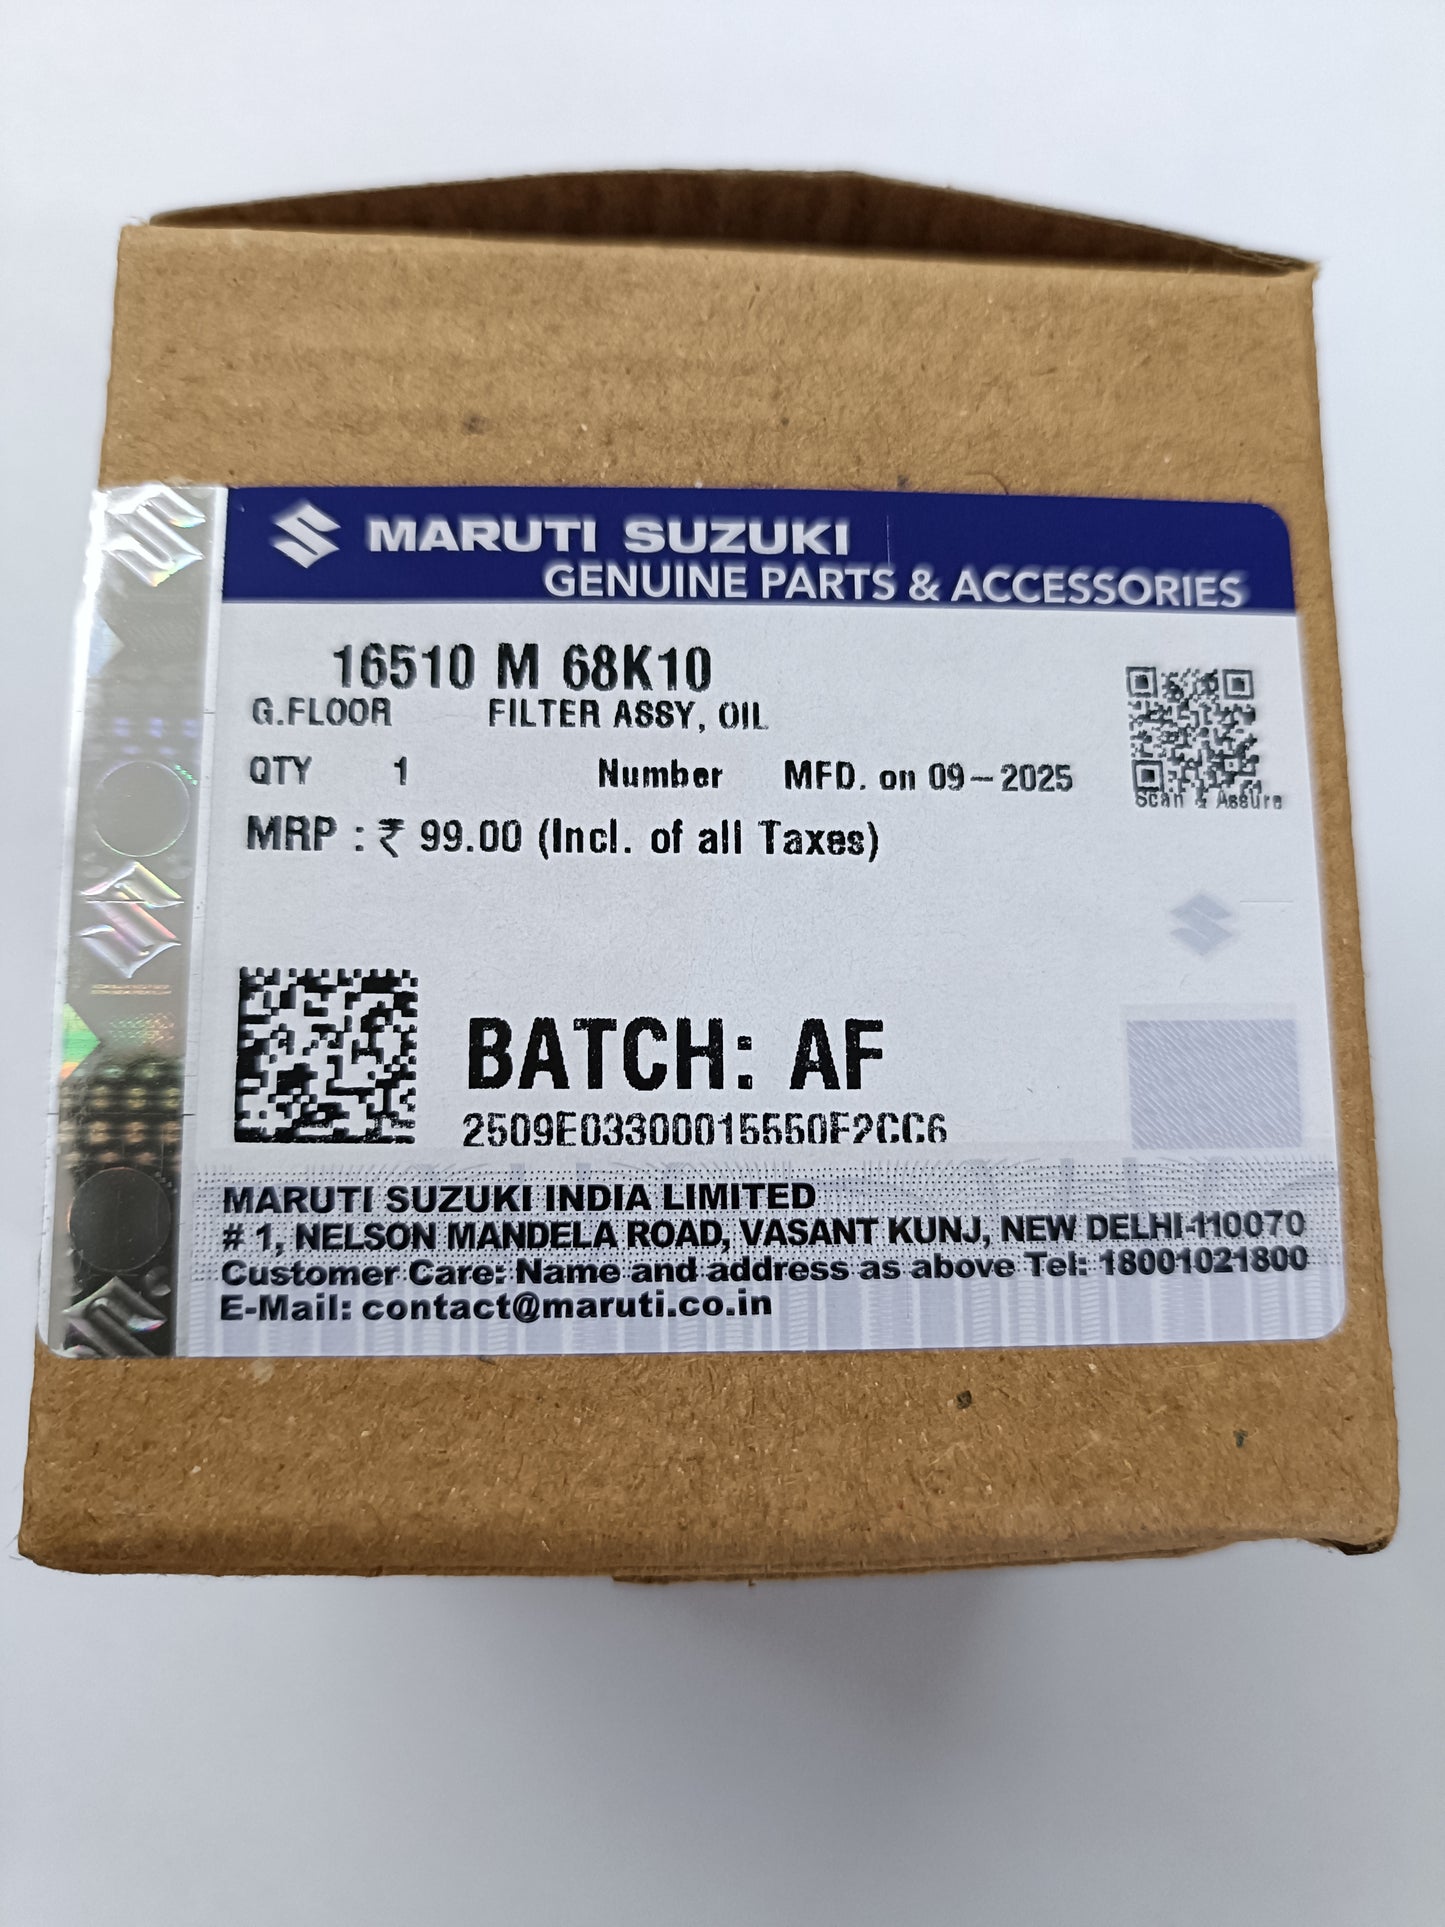 MARUTI SUZUKI
GENUINE PARTS & ACCESSORIES
16510 M 68K10
G.FLOOR FILTER ASSY, OIL
QTY 1 Number MFD. on 09-2025
MRP : ₹ 99.00 (Incl. of all Taxes)
Scan & Assure
BATCH: AF
2509E03300015550F2CC6
MARUTI SUZUKI INDIA LIMITED
# 1, NELSON MANDELA ROAD, VASANT KUNJ, NEW DELHI-110070
Customer Care: Name and address as above Tel: 18001021800
E-Mail: contact@maruti.co.in